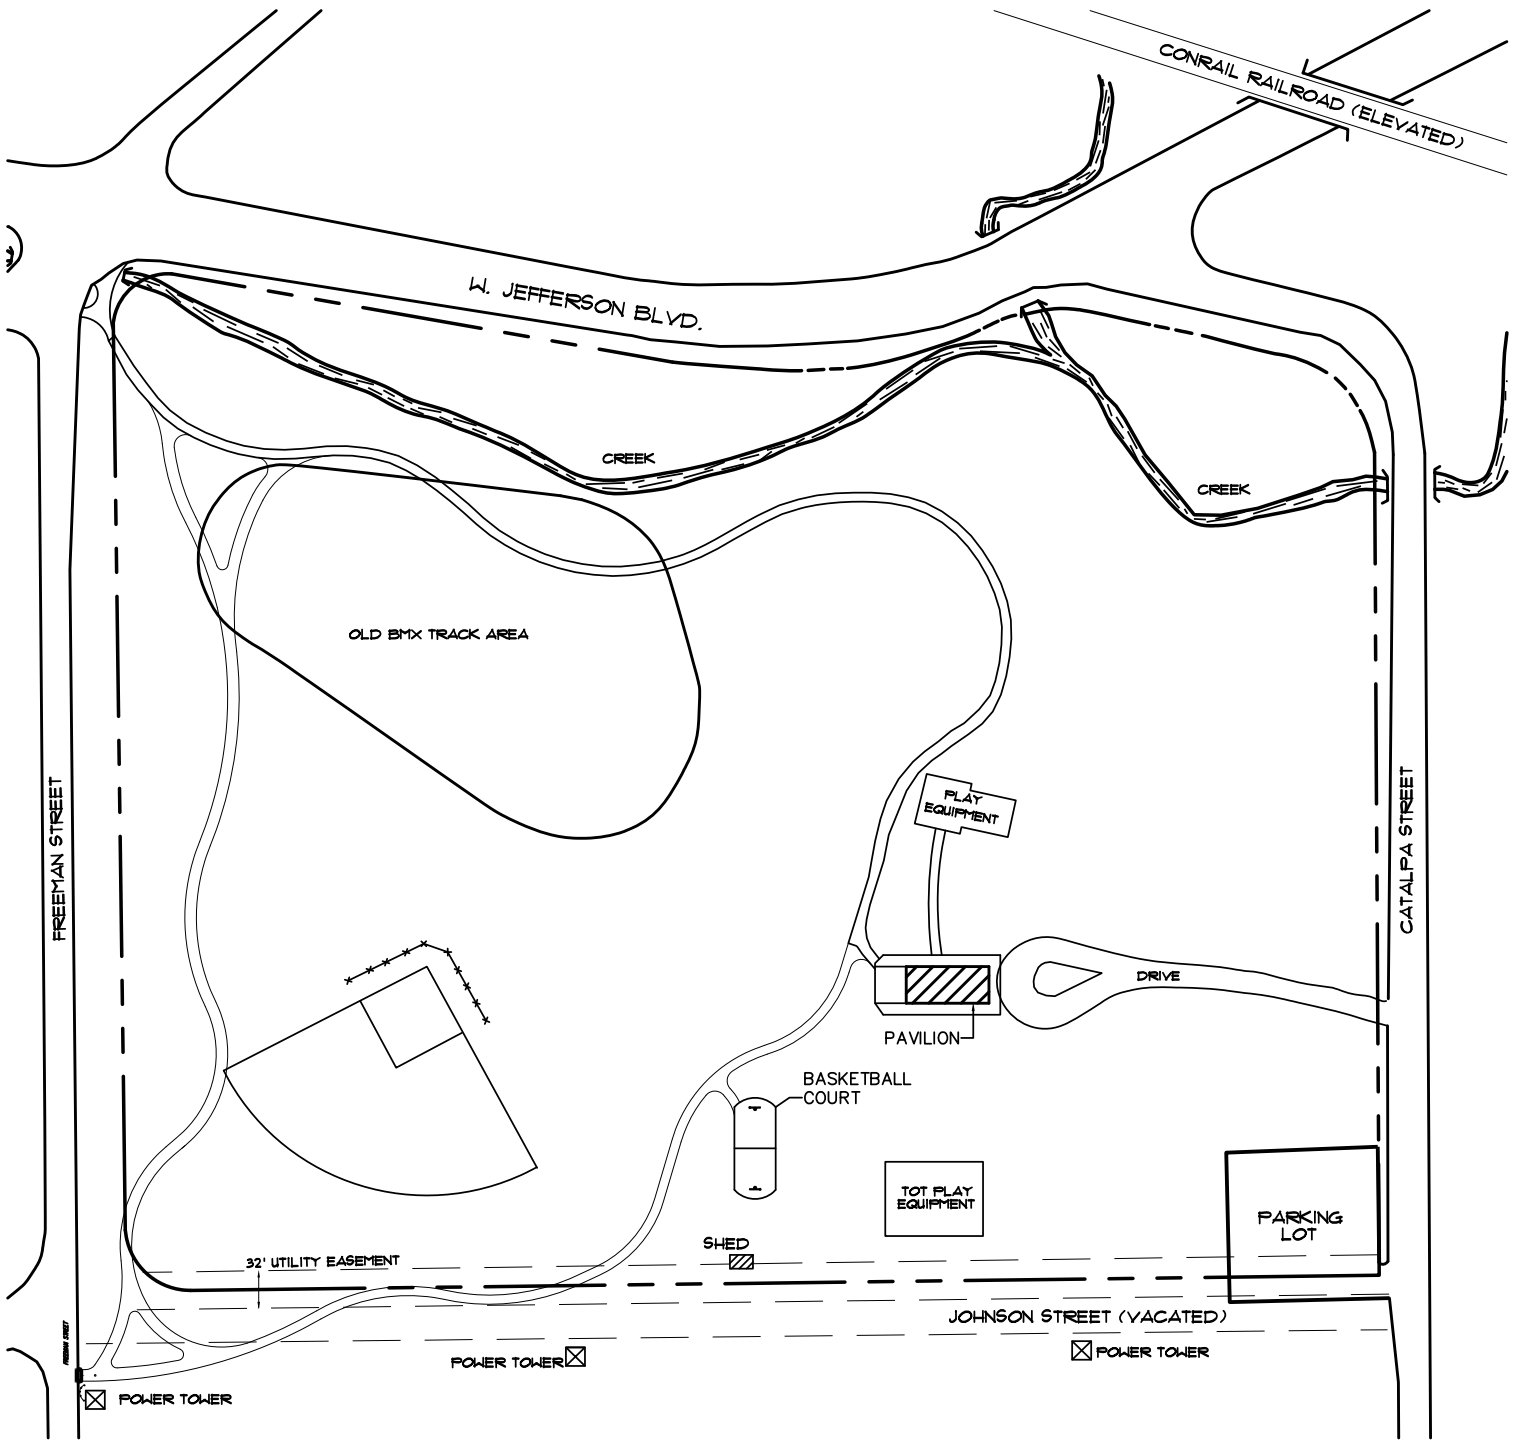 CONRAIL RAILROAD (ELEVATED)
W. JEFFERSON BLVD.
CREEK
CREEK
OLD BMX TRACK AREA
FREEMAN STREET
CATALPA STREET
PLAY
EQUIPMENT
DRIVE
PAVILION
BASKETBALL
COURT
TOT PLAY
EQUIPMENT
PARKING
LOT
SHED
32' UTILITY EASEMENT
JOHNSON STREET (VACATED)
FREEMAN STREET
POWER TOWER
POWER TOWER
POWER TOWER